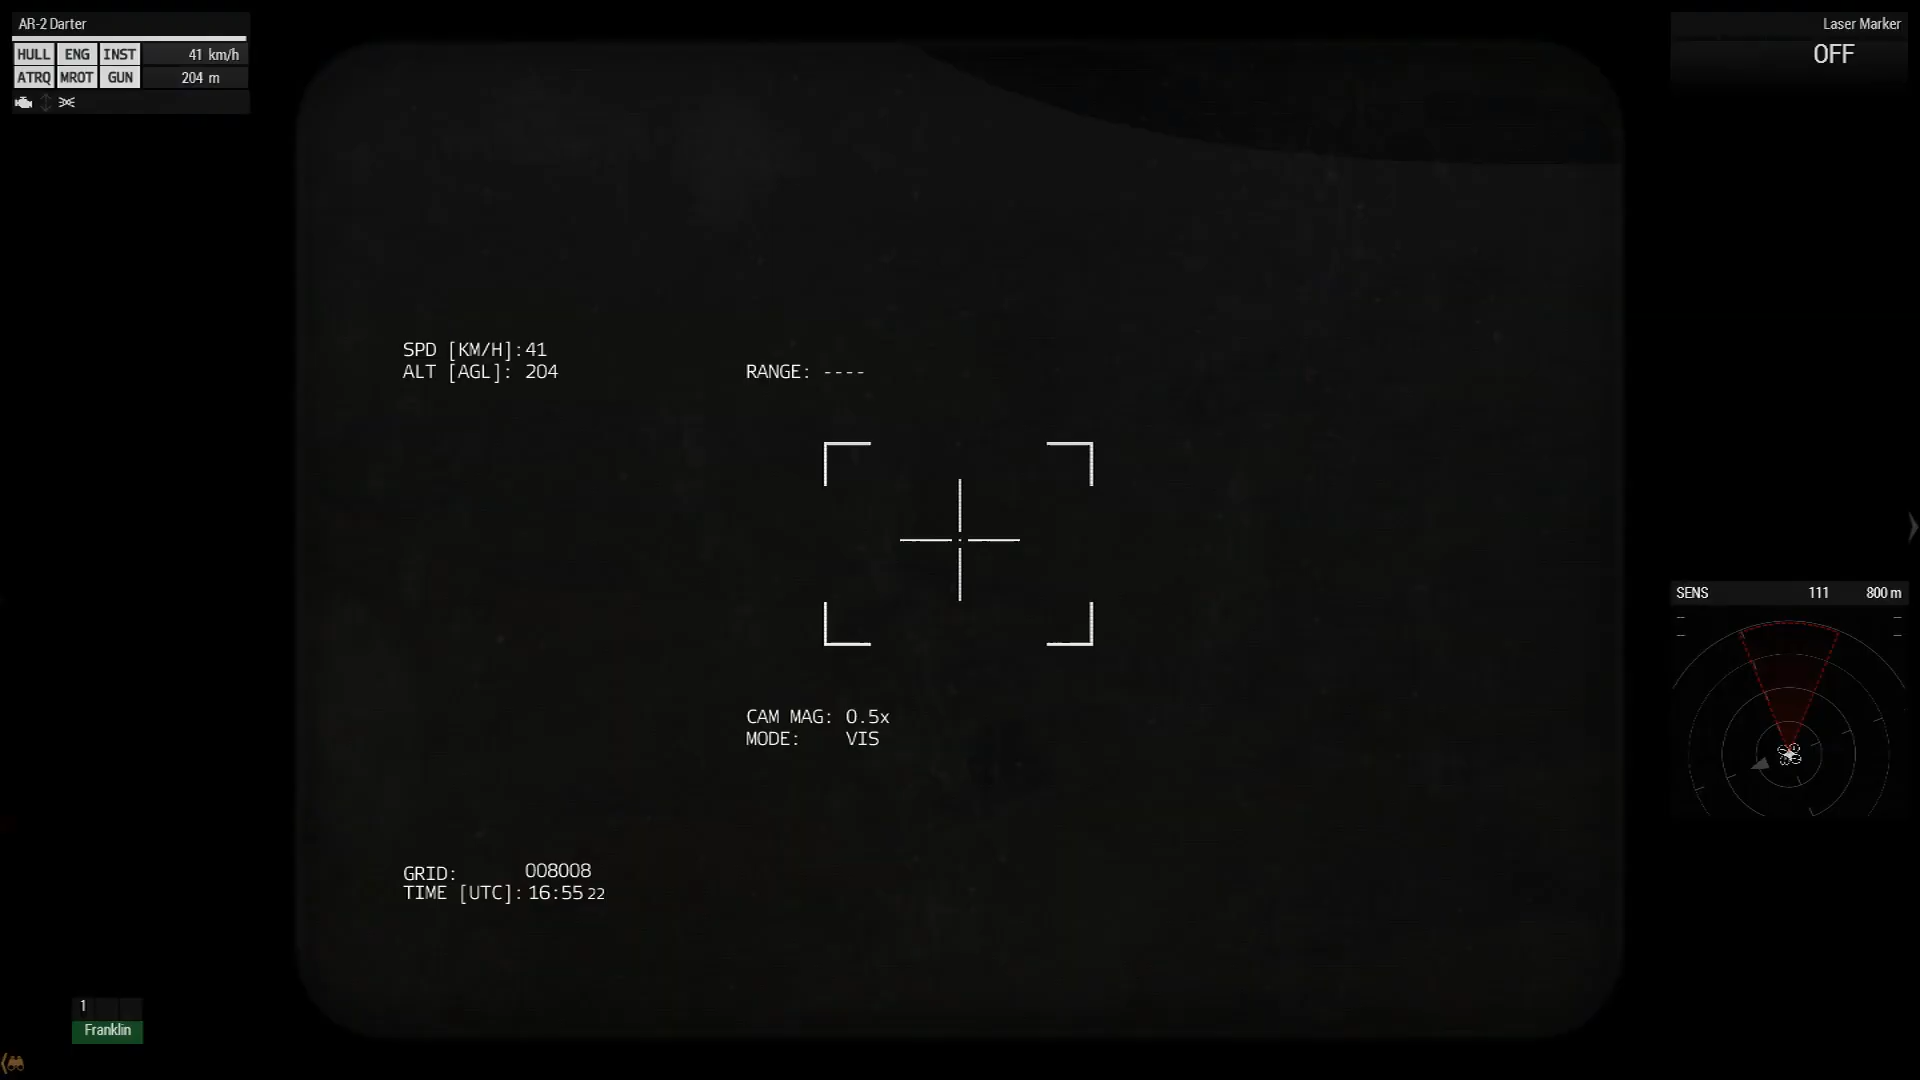 AR-2 Darter
HULL ENG INST 41 km/h
ATRQ MROT GUN 204 m
Laser Marker
OFF
SPD [KM/H]: 41
ALT [AGL]: 204
RANGE: ----
SENS 111 800 m
CAM MAG: 0.5x
MODE: VIS
GRID: 008008
TIME [UTC]: 16:55 22
1
Franklin